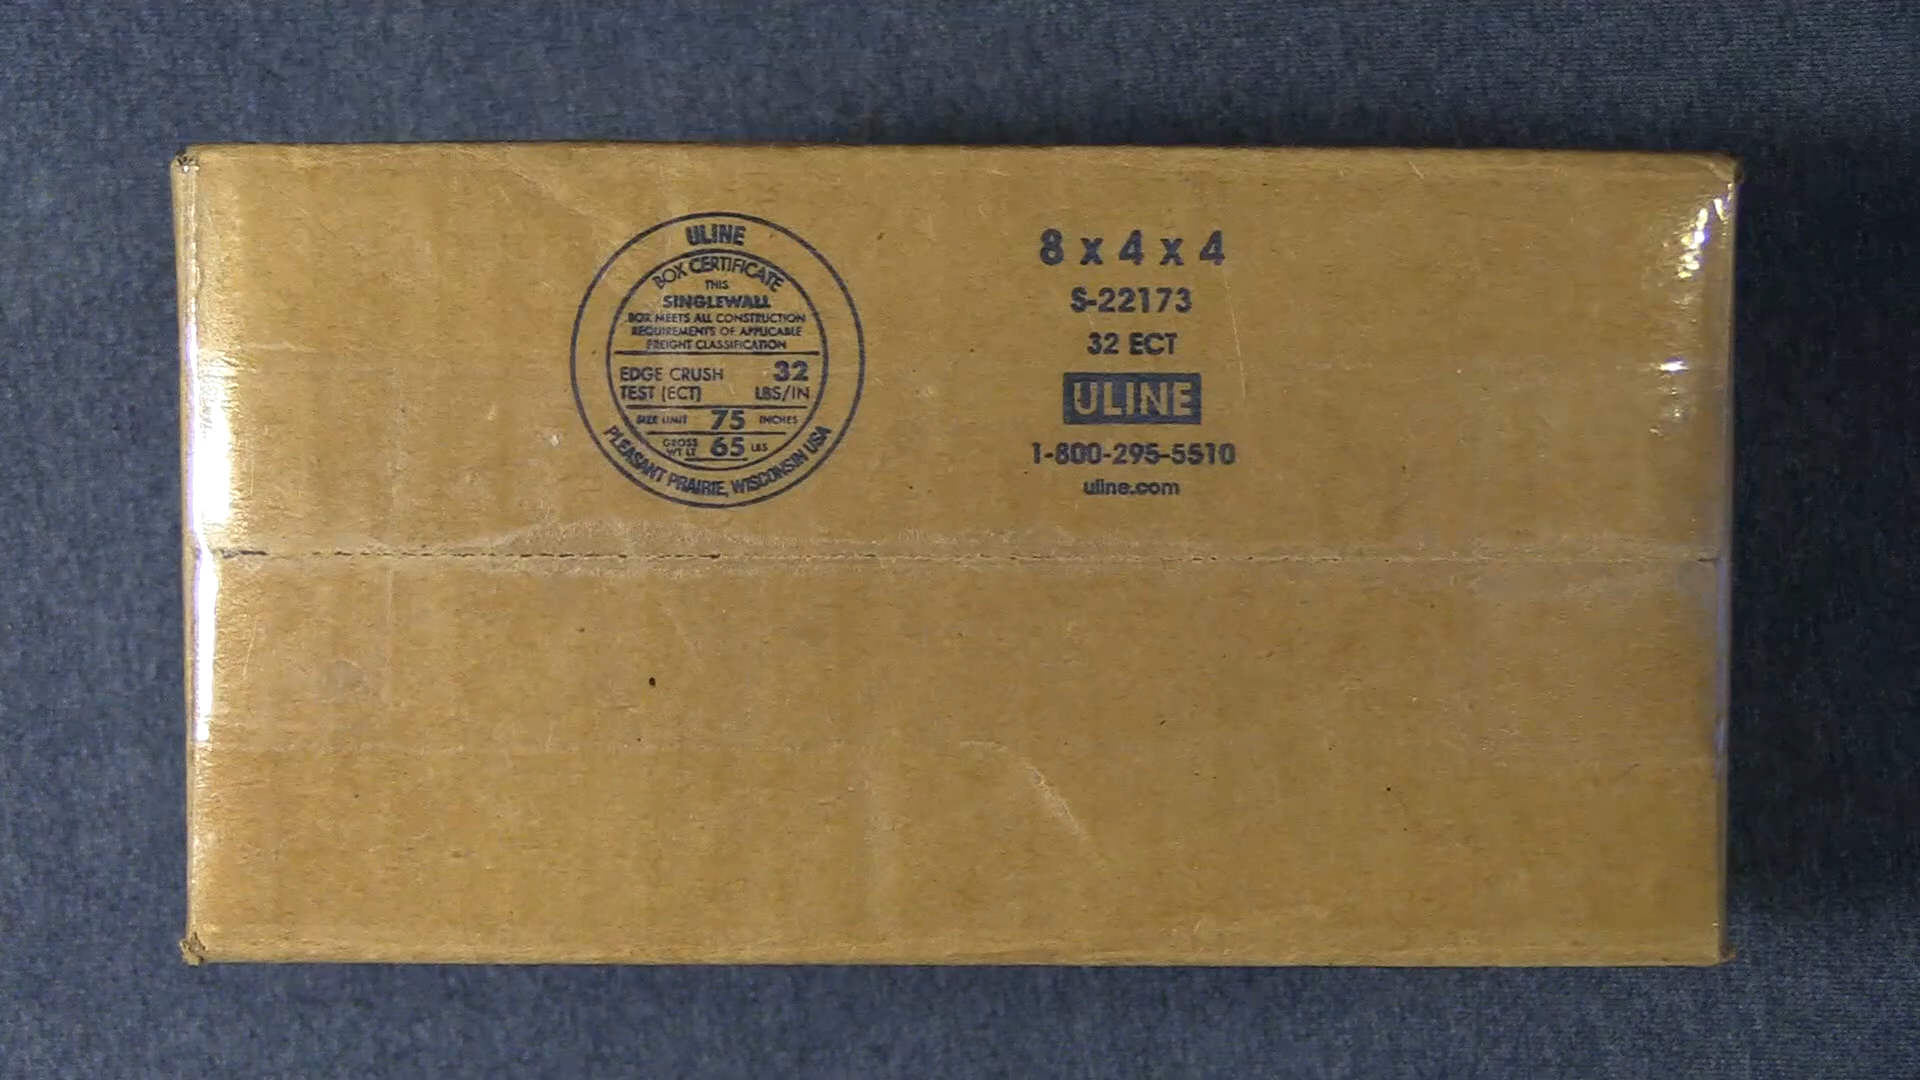 ULINE
BOX CERTIFICATE
THIS
SINGLEWALL
BOX MEETS ALL CONSTRUCTION
REQUIREMENTS OF APPLICABLE
FREIGHT CLASSIFICATION
EDGE CRUSH 32
TEST (ECT) LBS/IN
SIZE LIMIT 75 INCHES
GROSS
WT LT 65 LBS
PLEASANT PRAIRIE, WISCONSIN USA
8 x 4 x 4
S-22173
32 ECT
ULINE
1-800-295-5510
uline.com